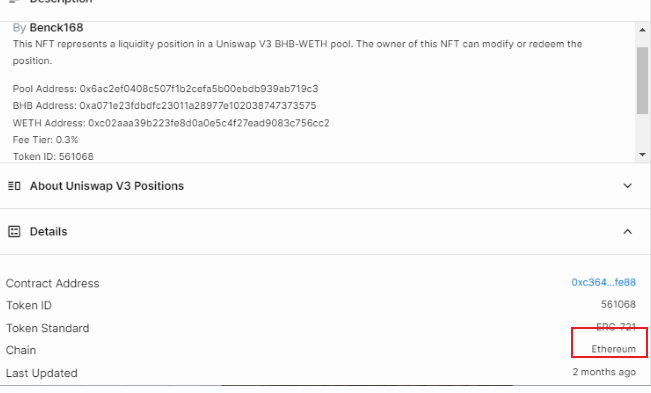 Description
By Benck168
This NFT represents a liquidity position in a Uniswap V3 BHB-WETH pool. The owner of this NFT can modify or redeem the
position.
Pool Address: 0x6ac2ef0408c507f1b2cefa5b00ebdb939ab719c3
BHB Address: 0xa071e23fdbdfc23011a28977e102038747373575
WETH Address: 0xc02aaa39b223fe8d0a0e5c4f27ead9083c756cc2
Fee Tier: 0.3%
Token ID: 561068
About Uniswap V3 Positions
Details
Contract Address 0xc364...fe88
Token ID 561068
Token Standard ERC-721
Chain Ethereum
Last Updated 2 months ago